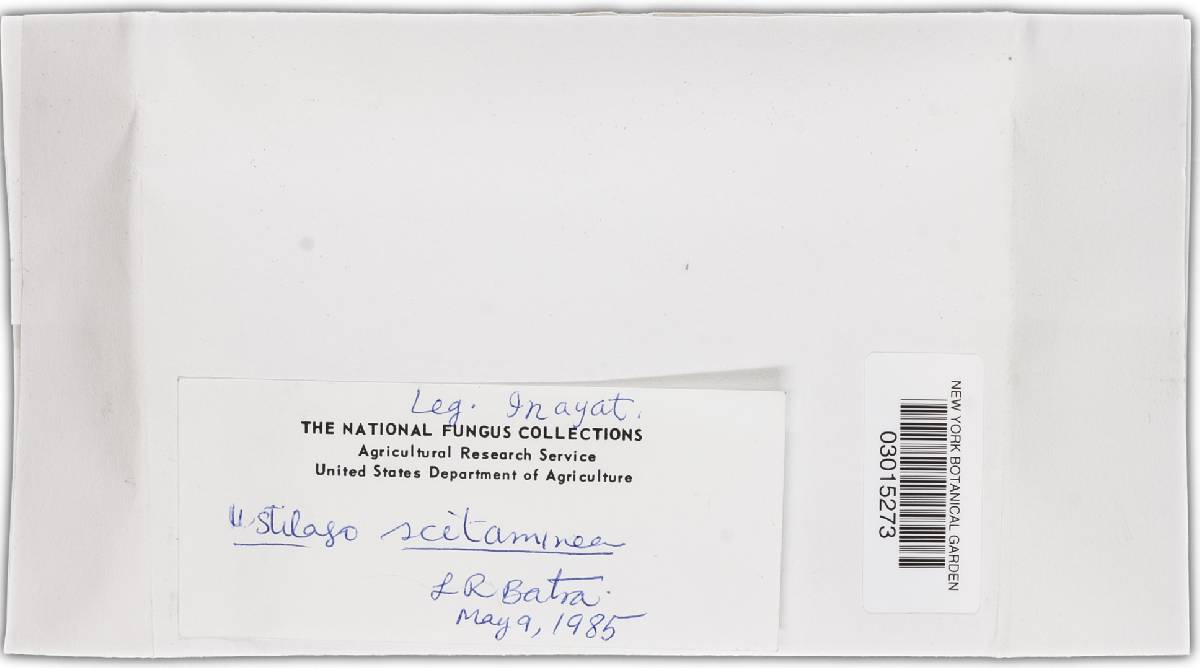 Leg. Inayat.
THE NATIONAL FUNGUS COLLECTIONS
Agricultural Research Service
United States Department of Agriculture
Ustilago scitaminea
L R Batra.
May 9, 1985
NEW YORK BOTANICAL GARDEN
03015273